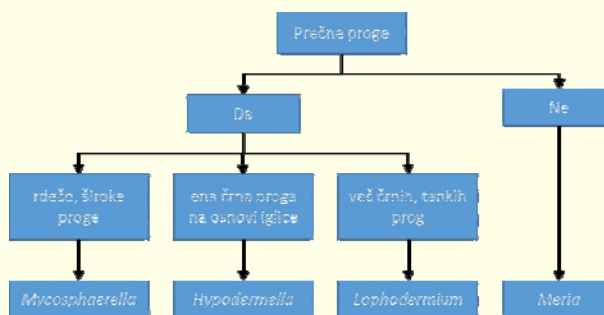 Prečne proge
Da
Ne
rdeče, široke
proge
ena črna proga
na osnovi iglice
več črnih, tankih
prog
Mycosphaerella
Hypodermella
Lophodermium
Meria